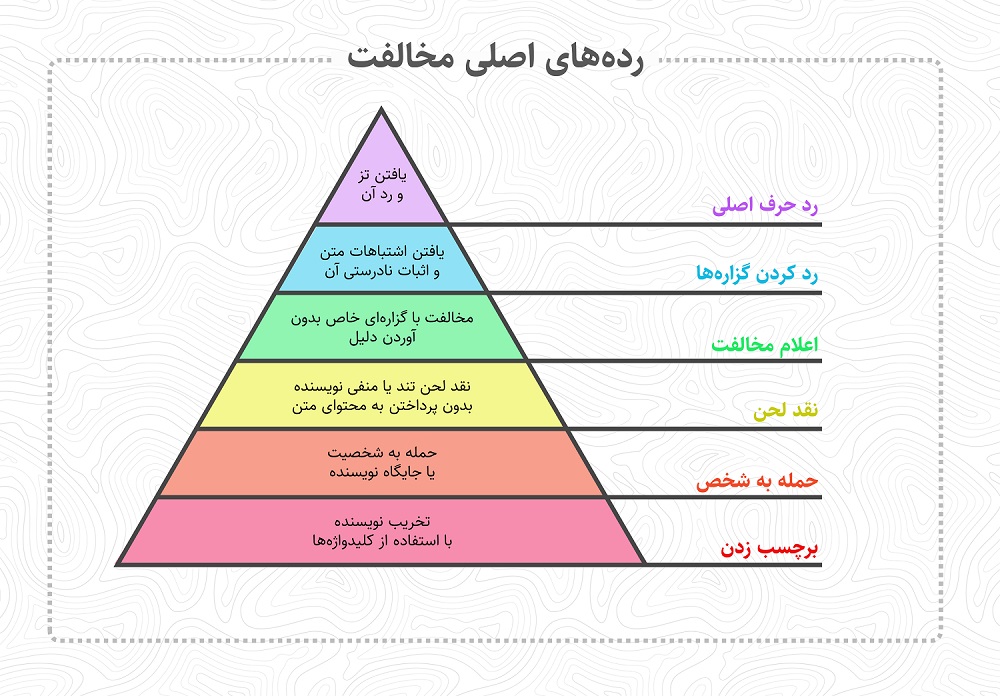 رده‌های اصلی مخالفت
رد حرف اصلی
یافتن تز
و رد آن
رد کردن گزاره‌ها
یافتن اشتباهات متن
و اثبات نادرستی آن
اعلام مخالفت
مخالفت با گزاره‌ای خاص بدون
آوردن دلیل
نقد لحن
نقد لحن تند یا منفی نویسنده
بدون پرداختن به محتوای متن
حمله به شخص
حمله به شخصیت
یا جایگاه نویسنده
برچسب زدن
تخریب نویسنده
با استفاده از کلیدواژه‌ها